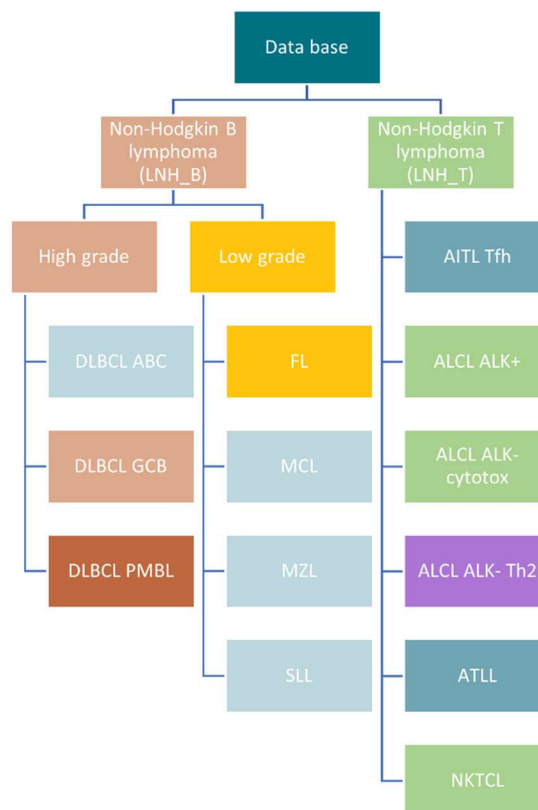 Data base
Non-Hodgkin B
lymphoma
(LNH_B)
Non-Hodgkin T
lymphoma
(LNH_T)
High grade
Low grade
AITL Tfh
DLBCL ABC
FL
ALCL ALK+
DLBCL GCB
MCL
ALCL ALK-
cytotox
DLBCL PMBL
MZL
ALCL ALK- Th2
SLL
ATLL
NKTCL